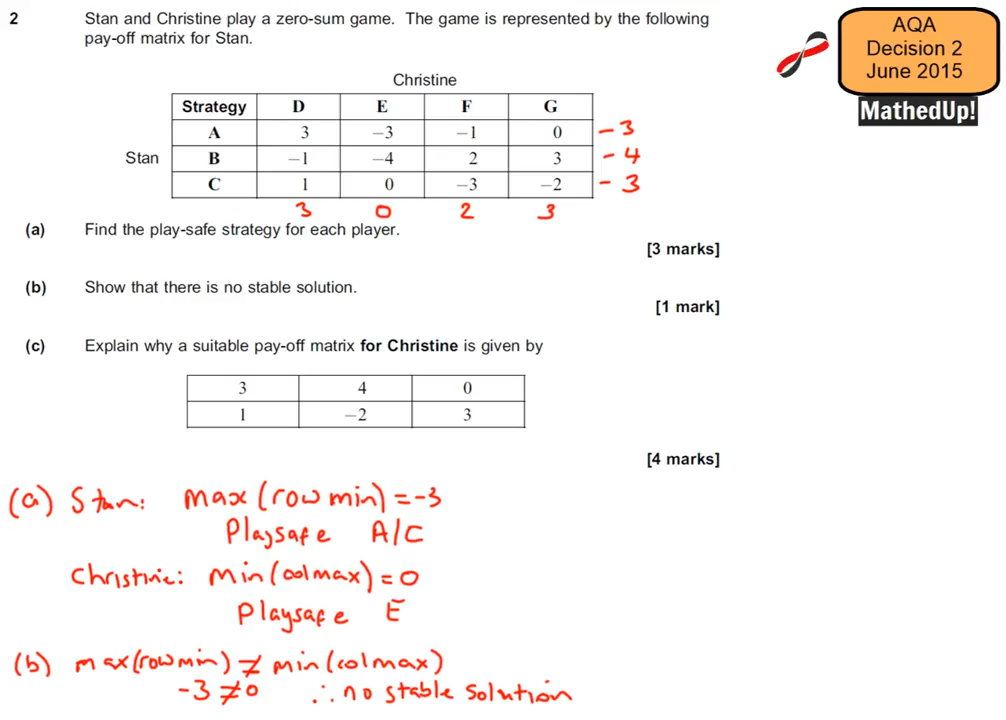 2 Stan and Christine play a zero-sum game. The game is represented by the following
pay-off matrix for Stan.
AQA
Decision 2
June 2015
MathedUp!
Christine
Strategy D E F G
A 3 −3 −1 0 −3
Stan B −1 −4 2 3 −4
C 1 0 −3 −2 −3
3 0 2 3
(a) Find the play-safe strategy for each player.
[3 marks]
(b) Show that there is no stable solution.
[1 mark]
(c) Explain why a suitable pay-off matrix for Christine is given by
3 4 0
1 −2 3
[4 marks]
(a) Stan: max(row min) = −3
Playsafe A/C
Christine: min(col max) = 0
Playsafe E
(b) max(row min) ≠ min(col max)
−3 ≠ 0 ∴ no stable solution